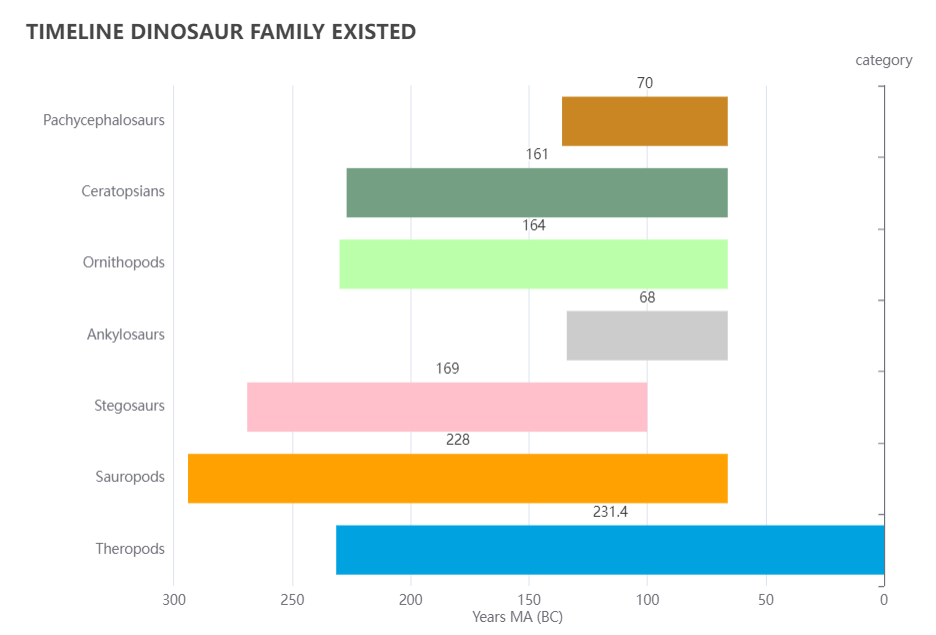 TIMELINE DINOSAUR FAMILY EXISTED
category
70
Pachycephalosaurs
161
Ceratopsians
164
Ornithopods
68
Ankylosaurs
169
Stegosaurs
228
Sauropods
231.4
Theropods
300 250 200 150 100 50 0
Years MA (BC)